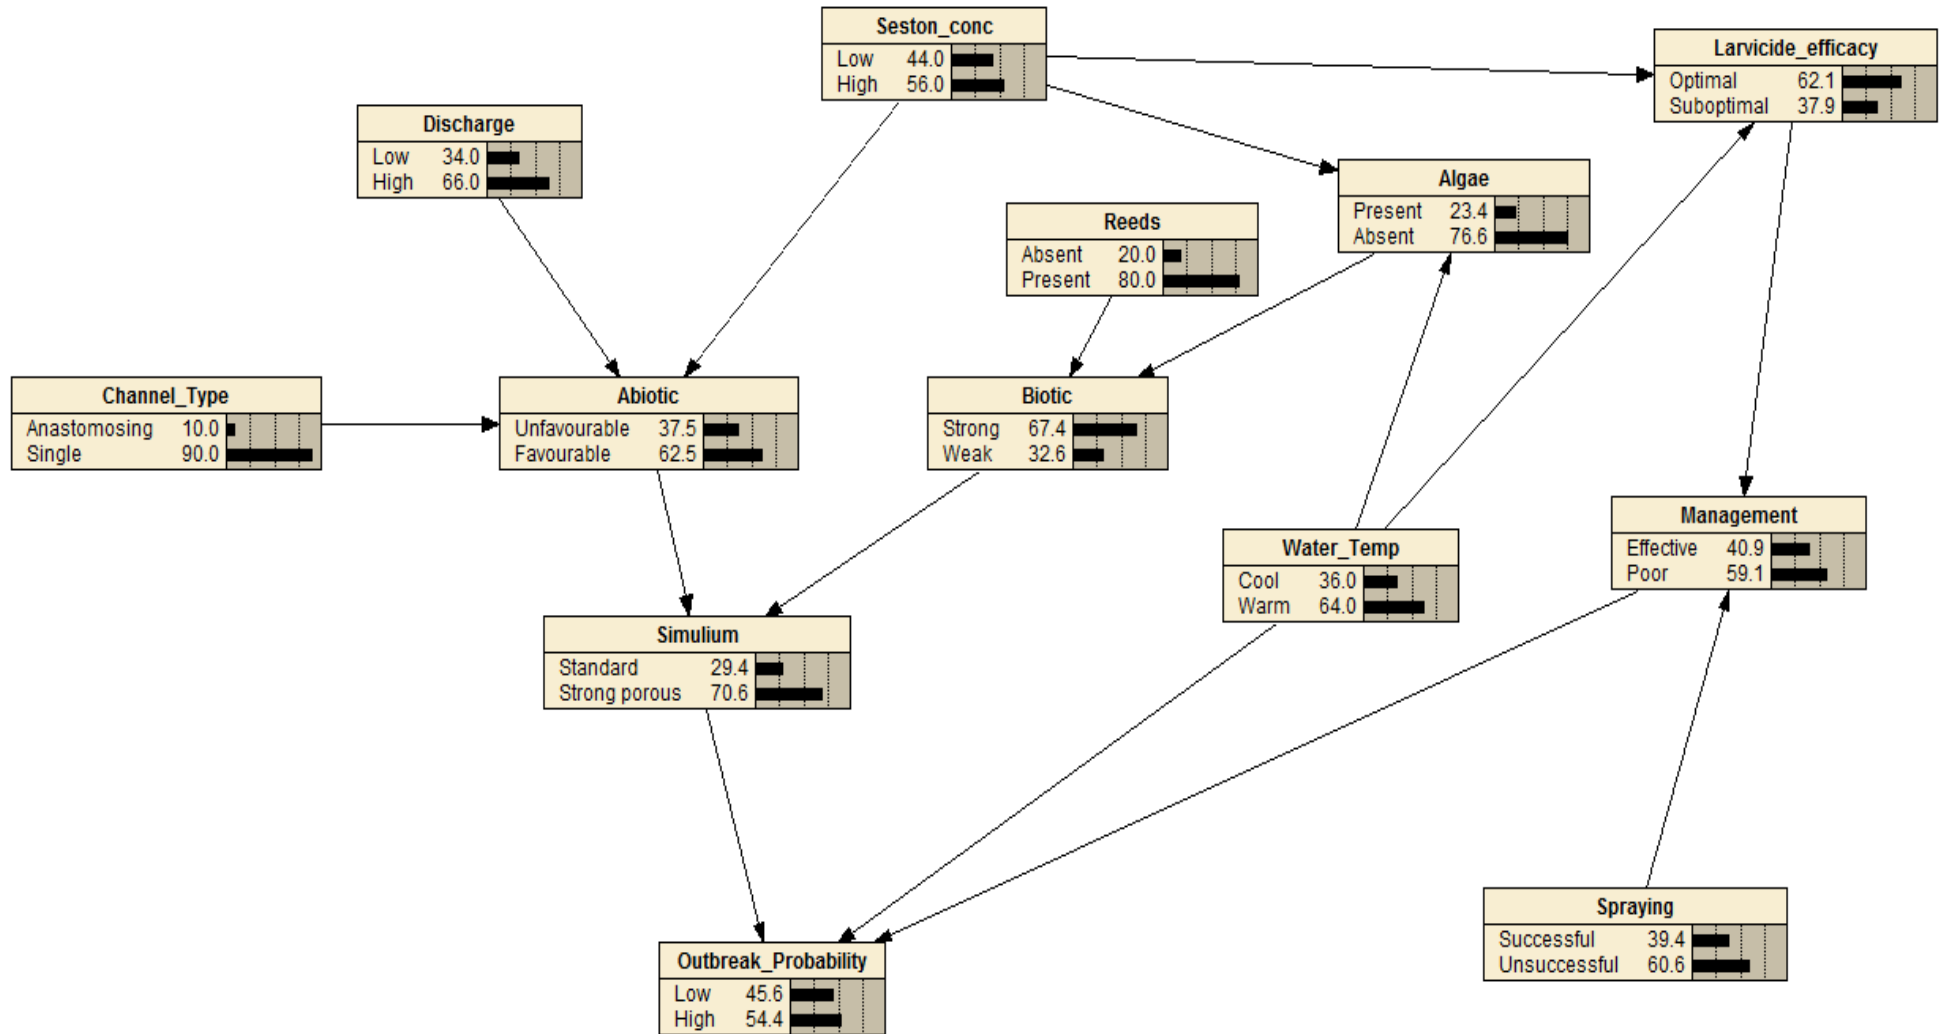 Seston_conc
Low 44.0
High 56.0
Larvicide_efficacy
Optimal 62.1
Suboptimal 37.9
Discharge
Low 34.0
High 66.0
Algae
Present 23.4
Absent 76.6
Reeds
Absent 20.0
Present 80.0
Channel_Type
Anastomosing 10.0
Single 90.0
Abiotic
Unfavourable 37.5
Favourable 62.5
Biotic
Strong 67.4
Weak 32.6
Management
Effective 40.9
Poor 59.1
Water_Temp
Cool 36.0
Warm 64.0
Simulium
Standard 29.4
Strong porous 70.6
Spraying
Successful 39.4
Unsuccessful 60.6
Outbreak_Probability
Low 45.6
High 54.4